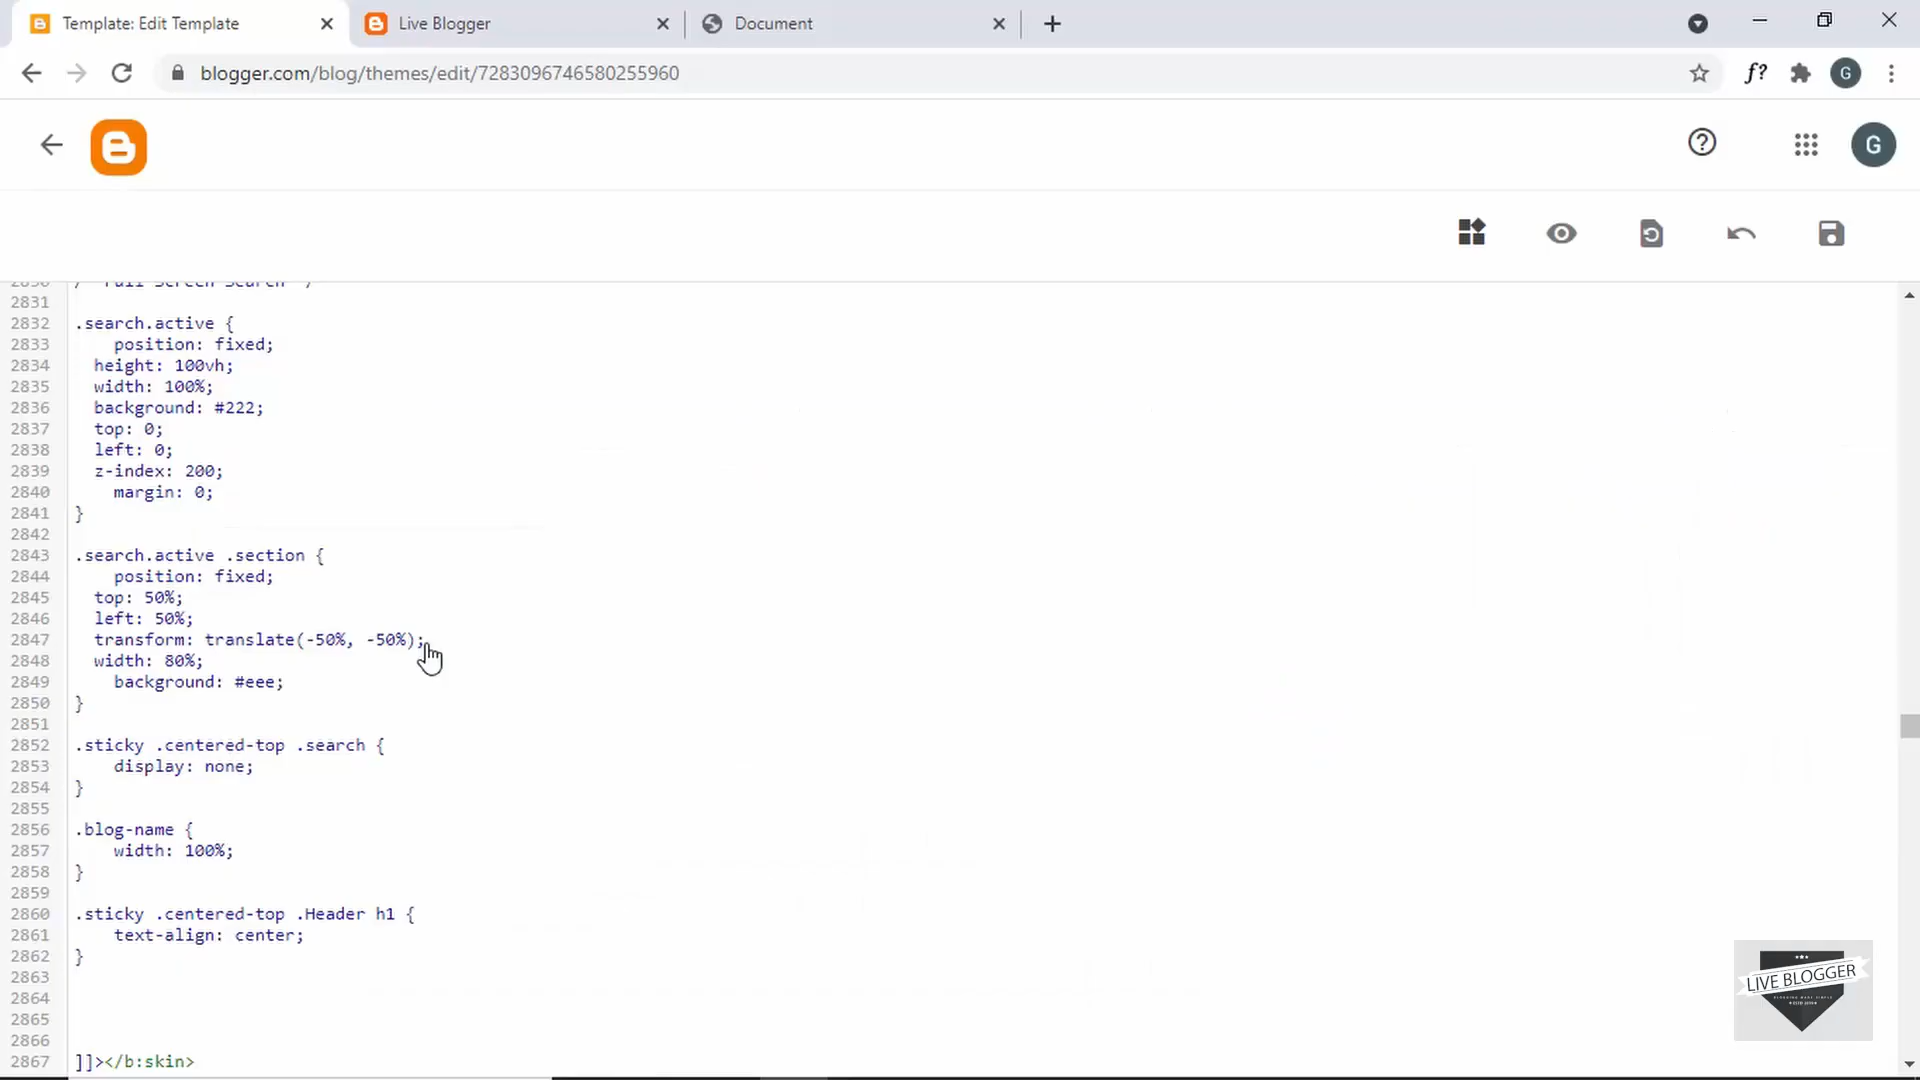 Template: Edit Template
Live Blogger
Document
blogger.com/blog/themes/edit/7283096746580255960
f?
G
G
2830 /* Full Screen Search */
2831
2832 .search.active {
2833 position: fixed;
2834 height: 100vh;
2835 width: 100%;
2836 background: #222;
2837 top: 0;
2838 left: 0;
2839 z-index: 200;
2840 margin: 0;
2841 }
2842
2843 .search.active .section {
2844 position: fixed;
2845 top: 50%;
2846 left: 50%;
2847 transform: translate(-50%, -50%);
2848 width: 80%;
2849 background: #eee;
2850 }
2851
2852 .sticky .centered-top .search {
2853 display: none;
2854 }
2855
2856 .blog-name {
2857 width: 100%;
2858 }
2859
2860 .sticky .centered-top .Header h1 {
2861 text-align: center;
2862 }
2863
2864
2865
2866
2867 ]]></b:skin>
LIVE BLOGGER